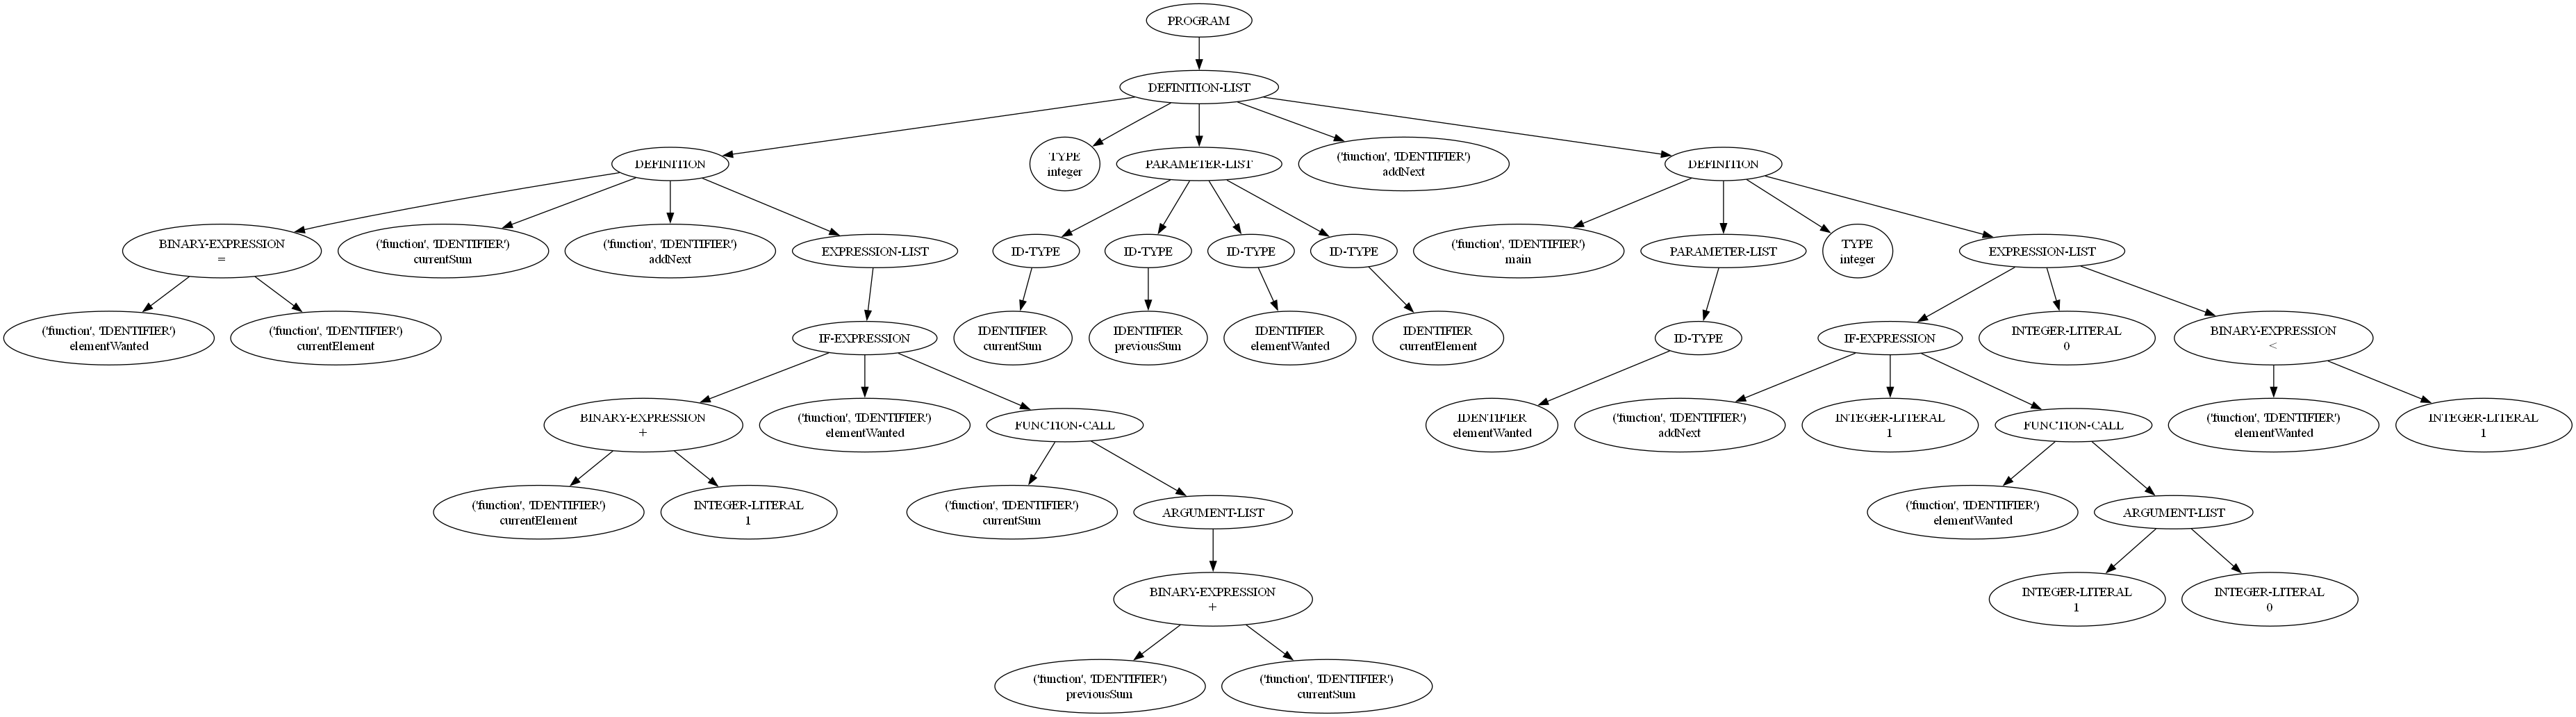 PROGRAM
DEFINITION-LIST
DEFINITION
TYPE
integer
PARAMETER-LIST
('function', 'IDENTIFIER')
addNext
DEFINITION
BINARY-EXPRESSION
=
('function', 'IDENTIFIER')
currentSum
('function', 'IDENTIFIER')
addNext
EXPRESSION-LIST
ID-TYPE
ID-TYPE
ID-TYPE
ID-TYPE
('function', 'IDENTIFIER')
main
PARAMETER-LIST
TYPE
integer
EXPRESSION-LIST
('function', 'IDENTIFIER')
elementWanted
('function', 'IDENTIFIER')
currentElement
IF-EXPRESSION
IDENTIFIER
currentSum
IDENTIFIER
previousSum
IDENTIFIER
elementWanted
IDENTIFIER
currentElement
ID-TYPE
IF-EXPRESSION
INTEGER-LITERAL
0
BINARY-EXPRESSION
<
BINARY-EXPRESSION
+
('function', 'IDENTIFIER')
elementWanted
FUNCTION-CALL
IDENTIFIER
elementWanted
('function', 'IDENTIFIER')
addNext
INTEGER-LITERAL
1
FUNCTION-CALL
('function', 'IDENTIFIER')
elementWanted
INTEGER-LITERAL
1
('function', 'IDENTIFIER')
currentElement
INTEGER-LITERAL
1
('function', 'IDENTIFIER')
currentSum
ARGUMENT-LIST
('function', 'IDENTIFIER')
elementWanted
ARGUMENT-LIST
BINARY-EXPRESSION
+
INTEGER-LITERAL
1
INTEGER-LITERAL
0
('function', 'IDENTIFIER')
previousSum
('function', 'IDENTIFIER')
currentSum